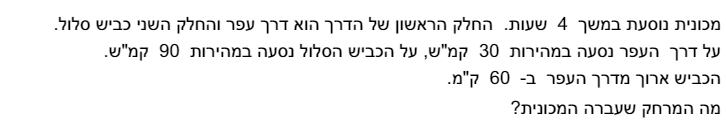 מכונית נוסעת במשך 4 שעות. החלק הראשון של הדרך הוא דרך עפר והחלק השני כביש סלול.
על דרך העפר נסעה במהירות 30 קמ"ש, על הכביש הסלול נסעה במהירות 90 קמ"ש.
הכביש ארוך מדרך העפר ב- 60 ק"מ.
מה המרחק שעברה המכונית?